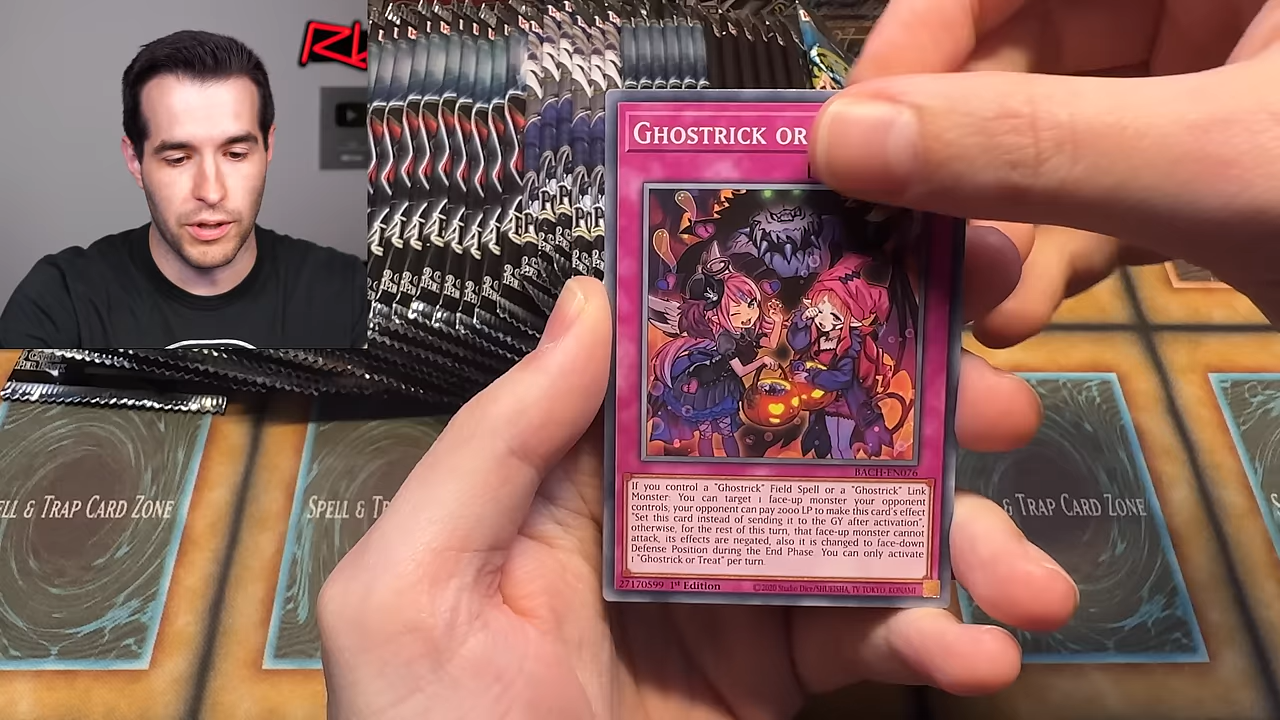 RL
GHOSTRICK OR
BACH-EN076
If you control a "Ghostrick" Field Spell or a "Ghostrick" Link
Monster: You can target 1 face-up monster your opponent
controls; your opponent can pay 2000 LP to make this card's effect
"Set this card instead of sending it to the GY after activation",
otherwise, for the rest of this turn, that face-up monster cannot
attack, its effects are negated, also it is changed to face-down
Defense Position during the End Phase. You can only activate
1 "Ghostrick or Treat" per turn.
27170599 1st Edition
©2020 Studio Dice/SHUEISHA, TV TOKYO, KONAMI
ELL & TRAP CARD ZONE
SPELL & TR
& TRAP CARD ZONE